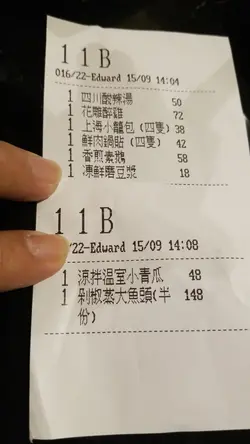 11B
016/22-Edward 15/09 14:04
1 四川酸辣湯 50
1 花雕醉雞 72
1 上海小籠包(四隻) 38
1 鮮肉鍋貼(四隻) 42
1 香煎素鵝 58
1 凍鮮磨豆漿 18
11B
/22-Edward 15/09 14:08
1 涼拌温室小青瓜 48
1 剁椒蒸大魚頭(半 148
份)